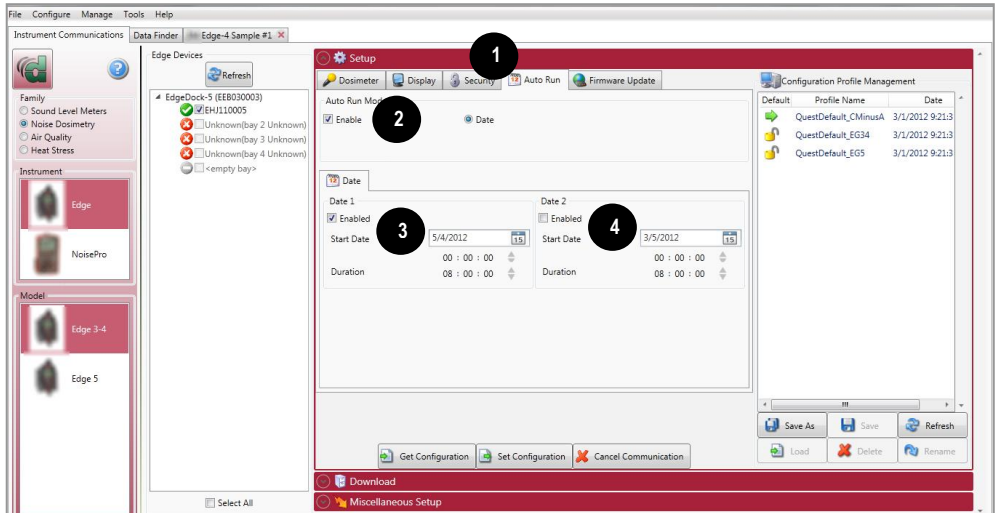 File Configure Manage Tools Help
Instrument Communications Data Finder Edge-4 Sample #1
1
Edge Devices
Refresh
Family
Sound Level Meters
Noise Dosimetry
Air Quality
Heat Stress
Instrument
Edge
NoisePro
Model
Edge 3-4
Edge 5
EdgeDock-5 (EEB030003)
EHJ110005
Unknown(bay 2 Unknown)
Unknown(bay 3 Unknown)
Unknown(bay 4 Unknown)
<empty bay>
Select All
Setup
Dosimeter Display Security Auto Run Firmware Update
Auto Run Mod
Enable 2 Date
Date
Date 1
Enabled
3
Start Date 5/4/2012 15
00 : 00 : 00
Duration 08 : 00 : 00
Date 2
Enabled
4
Start Date 3/5/2012 15
00 : 00 : 00
Duration 08 : 00 : 00
Get Configuration Set Configuration Cancel Communication
Download
Miscellaneous Setup
Configuration Profile Management
Default Profile Name Date
QuestDefault_CMinusA 3/1/2012 9:21:3
QuestDefault_EG34 3/1/2012 9:21:3
QuestDefault_EG5 3/1/2012 9:21:3
Save As Save Refresh
Load Delete Rename